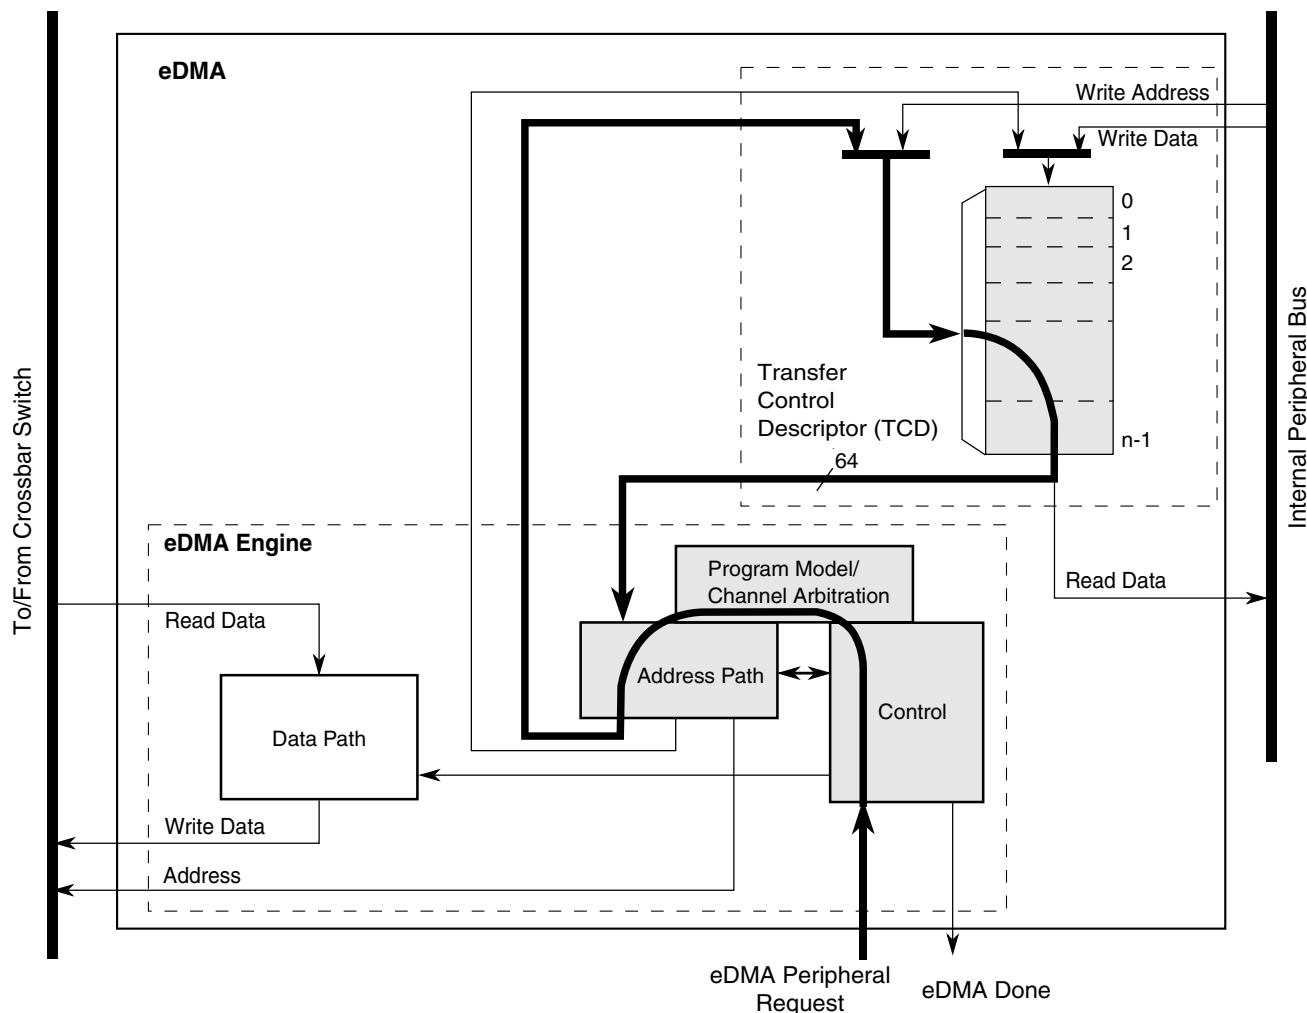 eDMA
Write Address
Write Data
0
1
2
n-1
Transfer
Control
Descriptor (TCD)
64
To/From Crossbar Switch
Internal Peripheral Bus
eDMA Engine
Program Model/
Channel Arbitration
Read Data
Read Data
Address Path
Control
Data Path
Write Data
Address
eDMA Peripheral
Request
eDMA Done